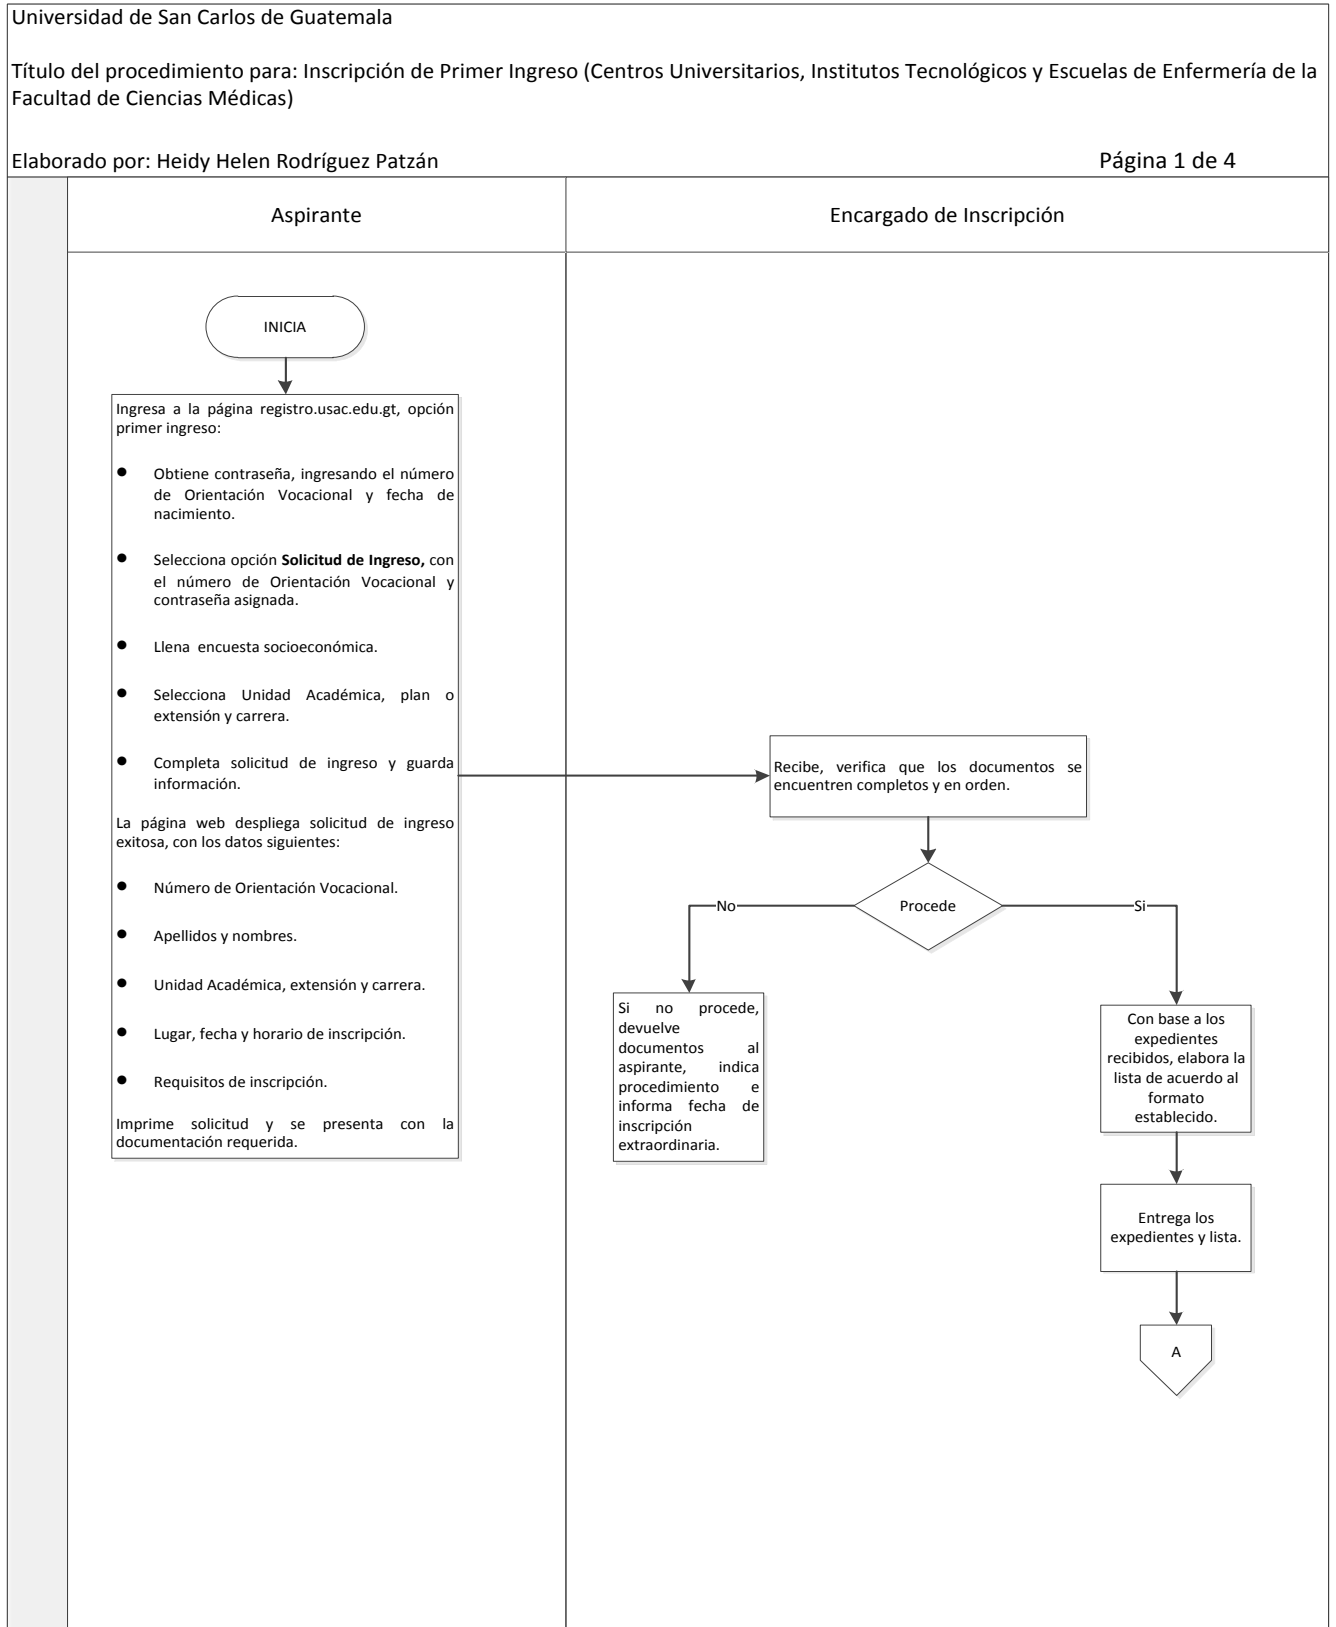 Universidad de San Carlos de Guatemala
Título del procedimiento para: Inscripción de Primer Ingreso (Centros Universitarios, Institutos Tecnológicos y Escuelas de Enfermería de la
Facultad de Ciencias Médicas)
Elaborado por: Heidy Helen Rodríguez Patzán
Página 1 de 4
Aspirante
Encargado de Inscripción
INICIA
Ingresa a la página registro.usac.edu.gt, opción
primer ingreso:
● Obtiene contraseña, ingresando el número
de Orientación Vocacional y fecha de
nacimiento.
● Selecciona opción Solicitud de Ingreso, con
el número de Orientación Vocacional y
contraseña asignada.
● Llena encuesta socioeconómica.
● Selecciona Unidad Académica, plan o
extensión y carrera.
● Completa solicitud de ingreso y guarda
información.
La página web despliega solicitud de ingreso
exitosa, con los datos siguientes:
● Número de Orientación Vocacional.
● Apellidos y nombres.
● Unidad Académica, extensión y carrera.
● Lugar, fecha y horario de inscripción.
● Requisitos de inscripción.
Imprime solicitud y se presenta con la
documentación requerida.
Recibe, verifica que los documentos se
encuentren completos y en orden.
Procede
No
Si
Si no procede,
devuelve
documentos al
aspirante, indica
procedimiento e
informa fecha de
inscripción
extraordinaria.
Con base a los
expedientes
recibidos, elabora la
lista de acuerdo al
formato
establecido.
Entrega los
expedientes y lista.
A